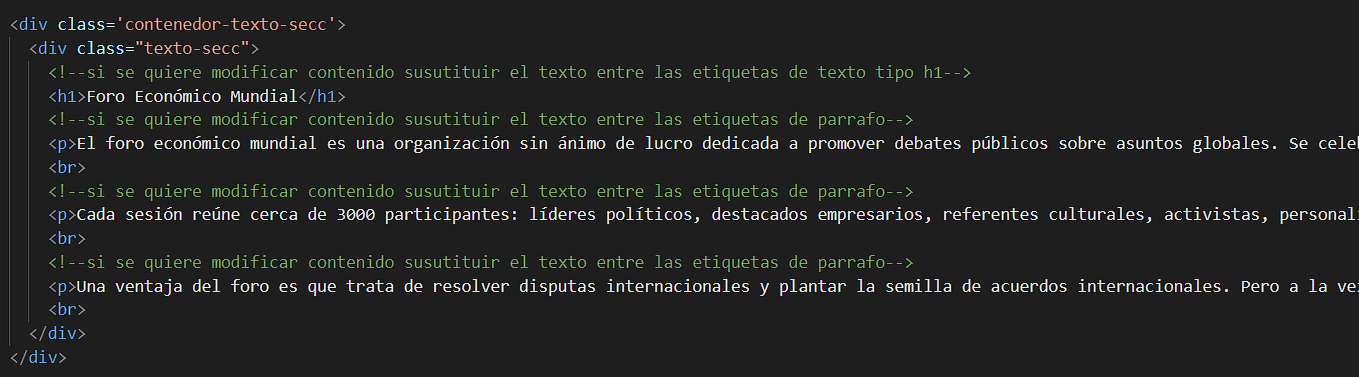 <div class='contenedor-texto-secc'>
<div class="texto-secc">
<!--si se quiere modificar contenido susutituir el texto entre las etiquetas de texto tipo h1-->
<h1>Foro Económico Mundial</h1>
<!--si se quiere modificar contenido susutituir el texto entre las etiquetas de parrafo-->
<p>El foro económico mundial es una organización sin ánimo de lucro dedicada a promover debates públicos sobre asuntos globales. Se
<br>
<!--si se quiere modificar contenido susutituir el texto entre las etiquetas de parrafo-->
<p>Cada sesión reúne cerca de 3000 participantes: líderes políticos, destacados empresarios, referentes culturales, activistas,
<br>
<!--si se quiere modificar contenido susutituir el texto entre las etiquetas de parrafo-->
<p>Una ventaja del foro es que trata de resolver disputas internacionales y plantar la semilla de acuerdos internacionales. Pero a la
<br>
</div>
</div>